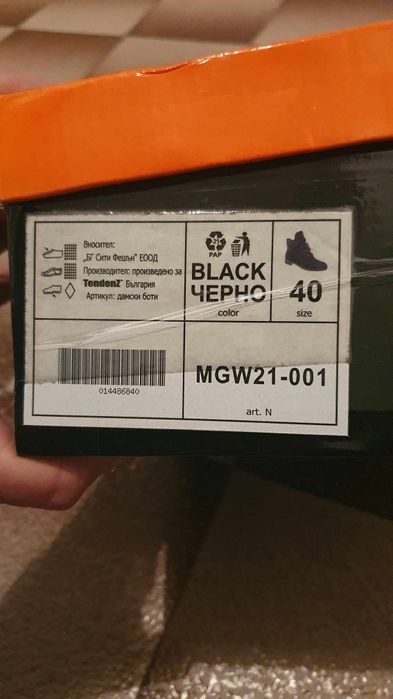 Вносител:
„БГ Сити Фешън" ЕООД
Производител: произведено за
TendenZ® България
Артикул: дамски боти
014486840
21
PAP
BLACK
ЧЕРНО
color
40
size
MGW21-001
art. N